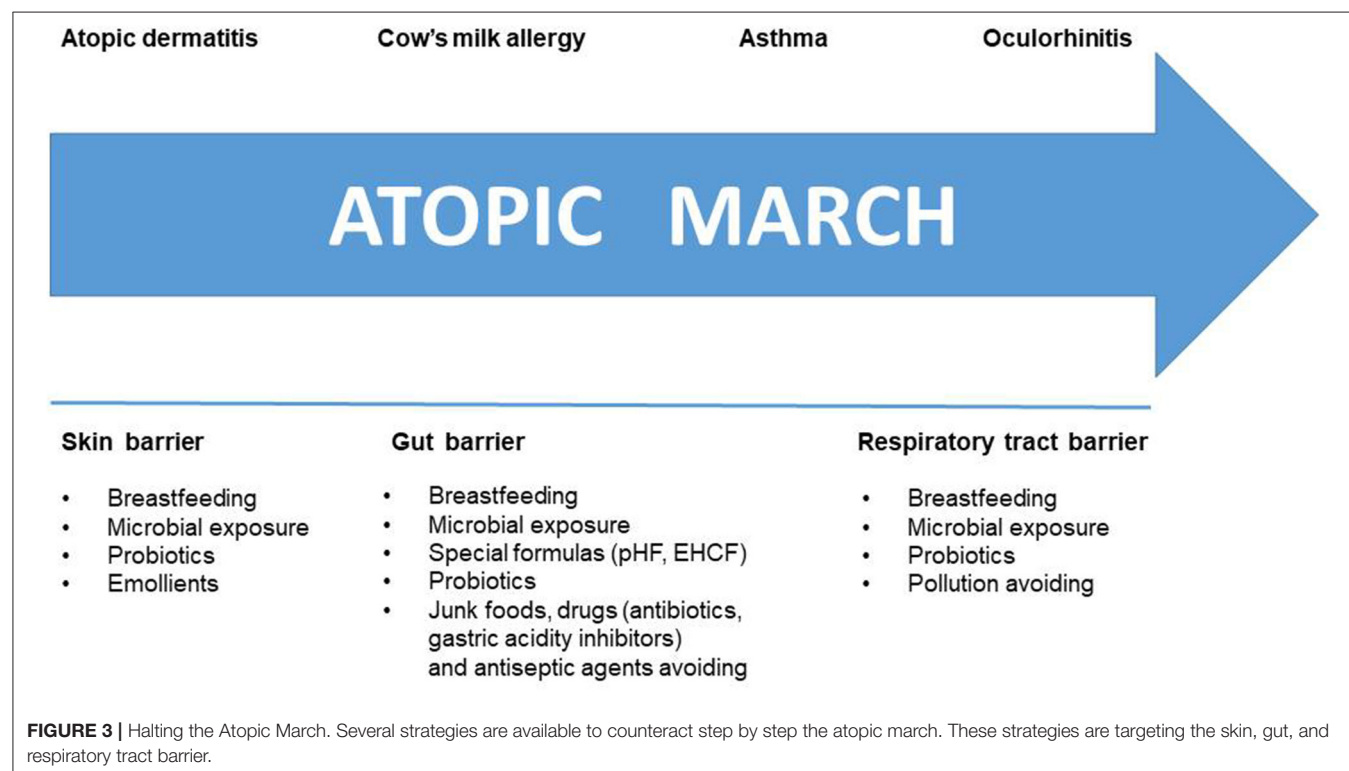 Atopic dermatitis Cow's milk allergy Asthma Oculorhinitis
ATOPIC MARCH
Skin barrier
• Breastfeeding
• Microbial exposure
• Probiotics
• Emollients
Gut barrier
• Breastfeeding
• Microbial exposure
• Special formulas (pHF, EHCF)
• Probiotics
• Junk foods, drugs (antibiotics,
gastric acidity inhibitors)
and antiseptic agents avoiding
Respiratory tract barrier
• Breastfeeding
• Microbial exposure
• Probiotics
• Pollution avoiding
FIGURE 3 | Halting the Atopic March. Several strategies are available to counteract step by step the atopic march. These strategies are targeting the skin, gut, and
respiratory tract barrier.